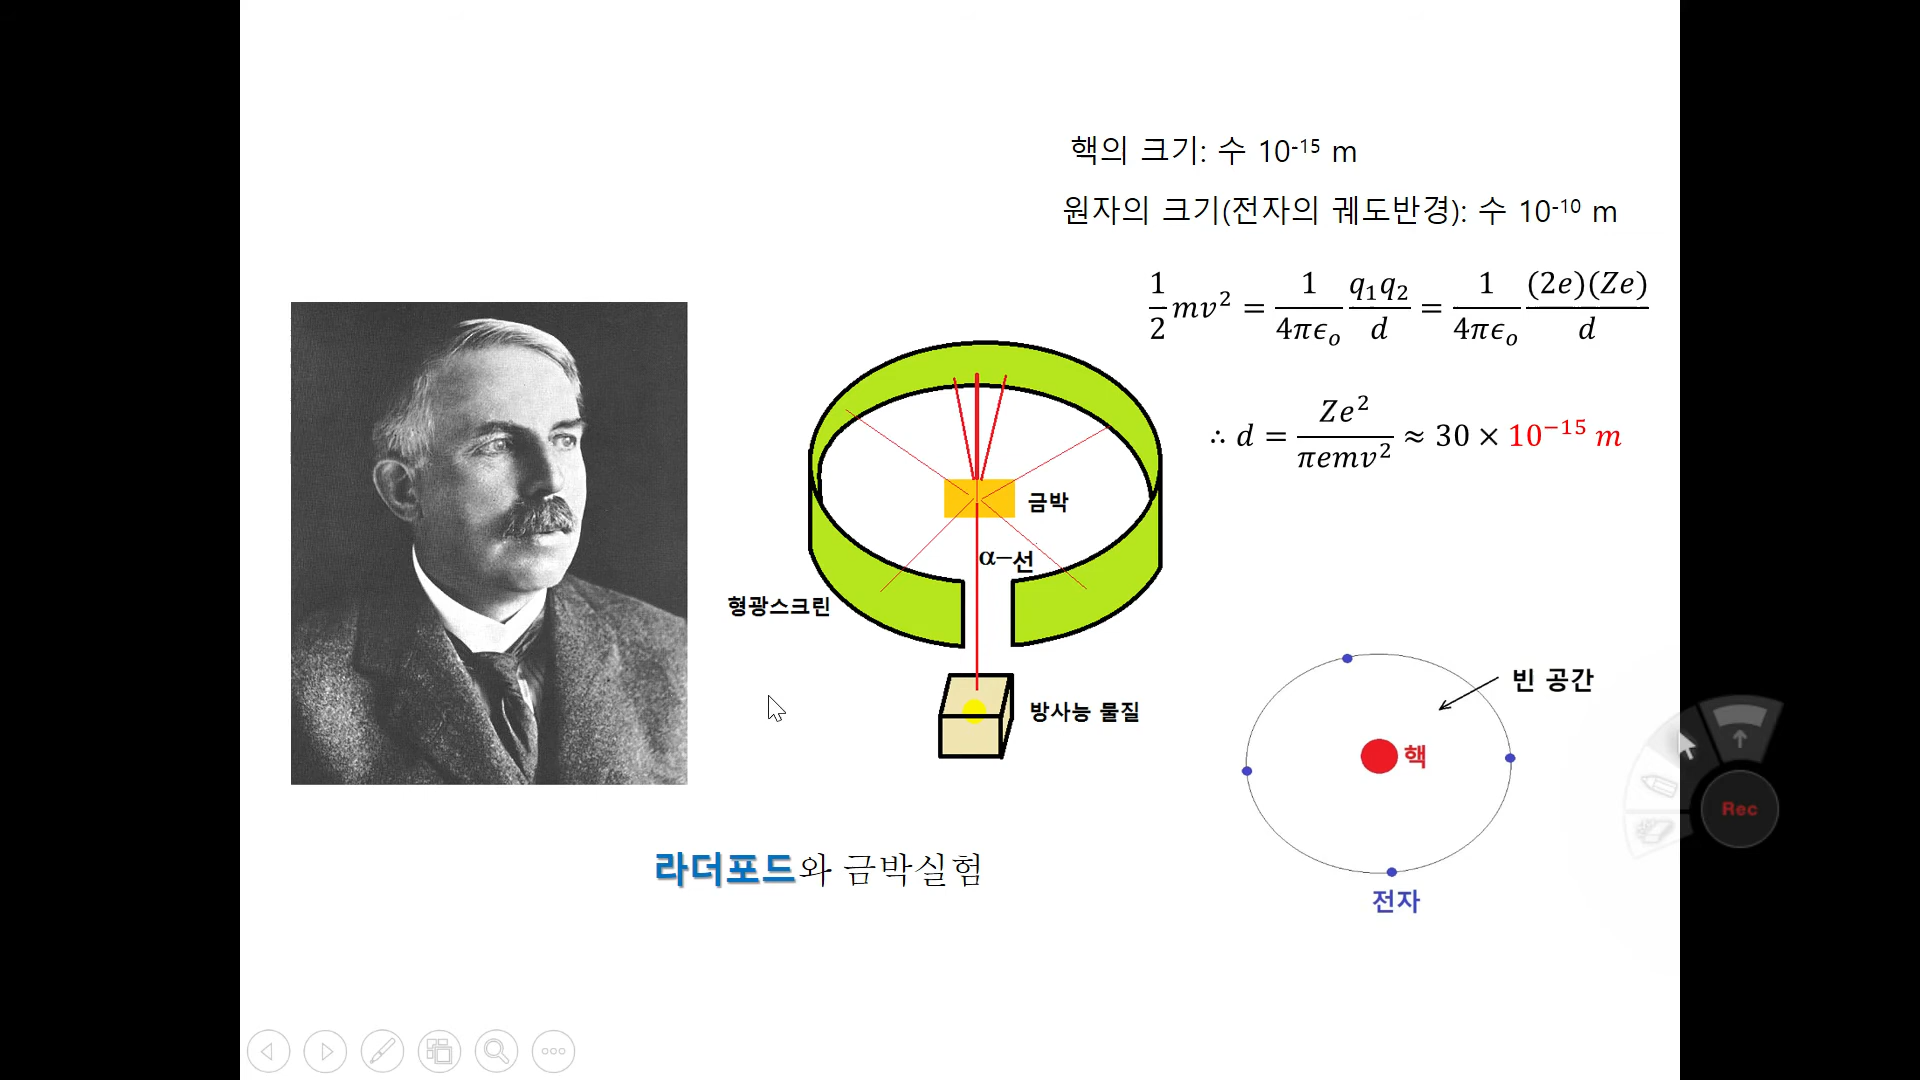 핵의 크기: 수 10⁻¹⁵ m
원자의 크기(전자의 궤도반경): 수 10⁻¹⁰ m
1/2 mv² = 1/4πϵₒ q₁q₂/d = 1/4πϵₒ (2e)(Ze)/d
∴ d = Ze²/πemv² ≈ 30 × 10⁻¹⁵ m
금박
α–선
형광스크린
방사능 물질
빈 공간
핵
전자
라더포드와 금박실험
Rec